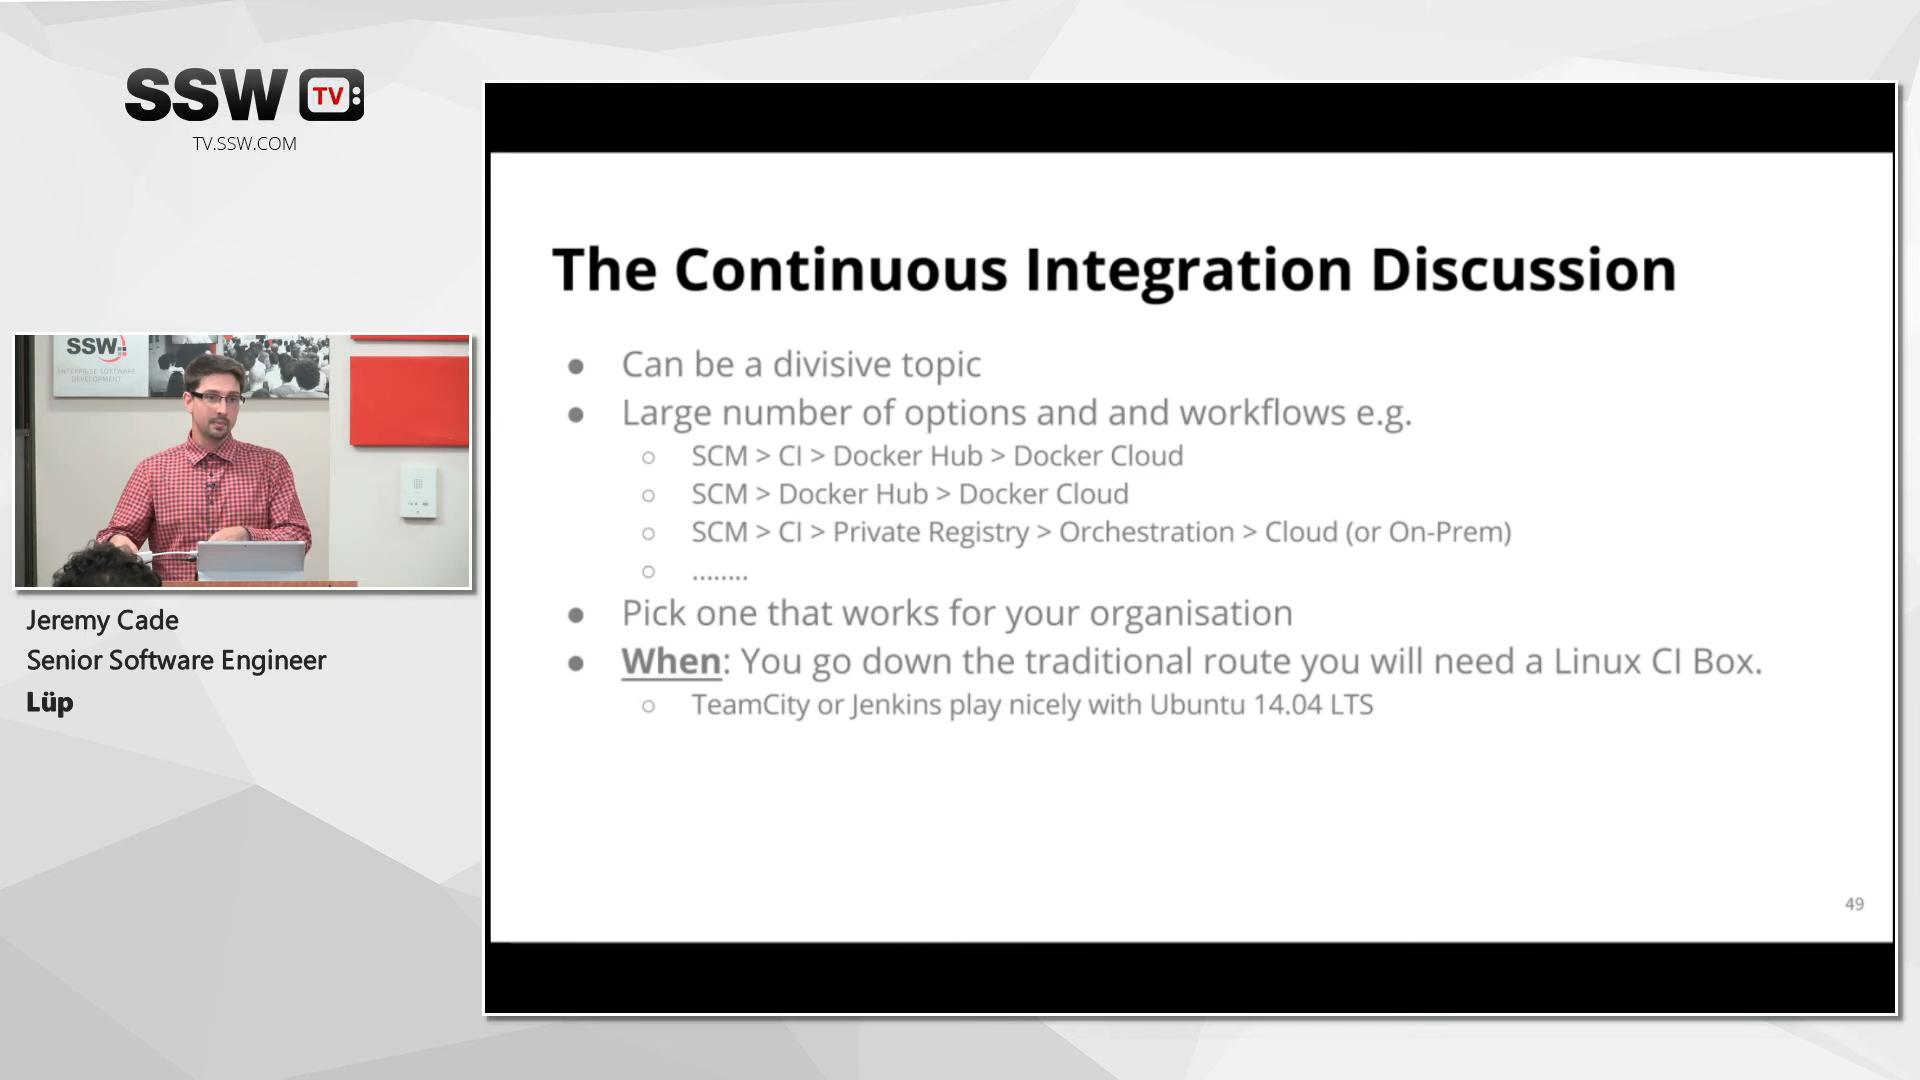 SSW TV
TV.SSW.COM
SSW
ENTERPRISE SOFTWARE
DEVELOPMENT
Jeremy Cade
Senior Software Engineer
Lüp
The Continuous Integration Discussion
● Can be a divisive topic
● Large number of options and and workflows e.g.
○ SCM > CI > Docker Hub > Docker Cloud
○ SCM > Docker Hub > Docker Cloud
○ SCM > CI > Private Registry > Orchestration > Cloud (or On-Prem)
○ ........
● Pick one that works for your organisation
● When: You go down the traditional route you will need a Linux CI Box.
○ TeamCity or Jenkins play nicely with Ubuntu 14.04 LTS
49